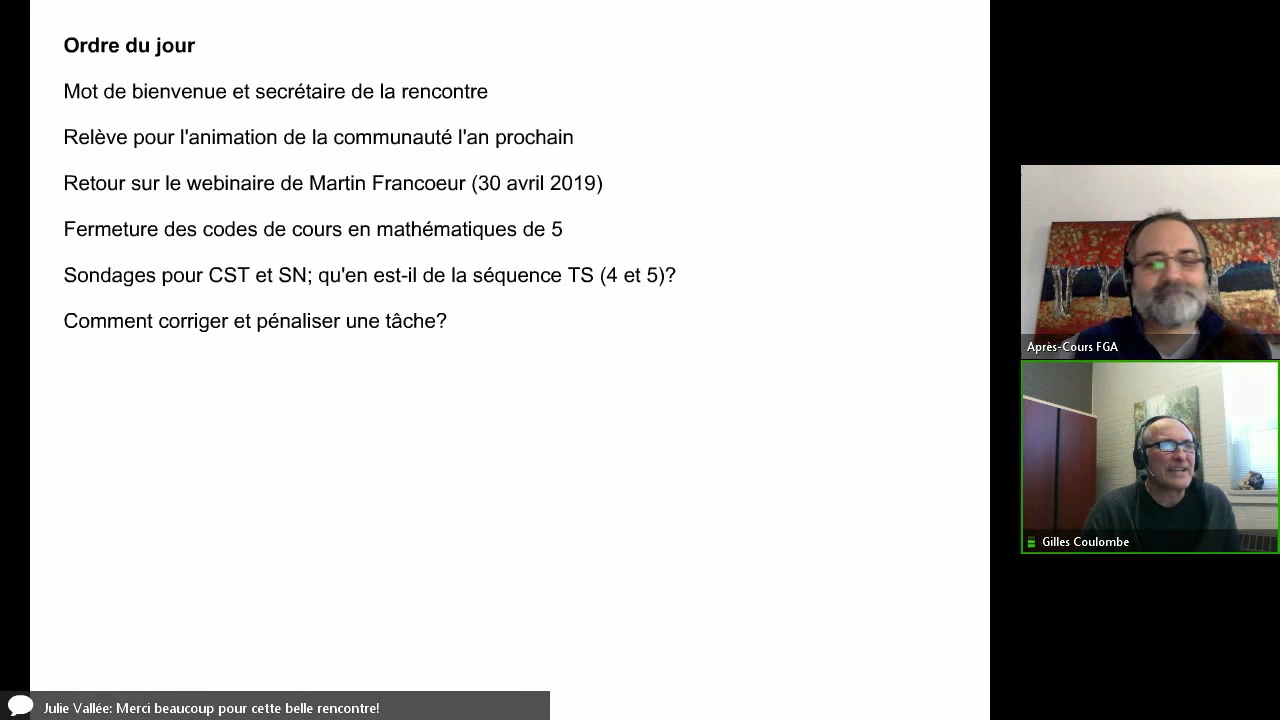 Ordre du jour
Mot de bienvenue et secrétaire de la rencontre
Relève pour l'animation de la communauté l'an prochain
Retour sur le webinaire de Martin Francoeur (30 avril 2019)
Fermeture des codes de cours en mathématiques de 5
Sondages pour CST et SN; qu'en est-il de la séquence TS (4 et 5)?
Comment corriger et pénaliser une tâche?
Après-Cours FGA
Gilles Coulombe
Julie Vallée: Merci beaucoup pour cette belle rencontre!